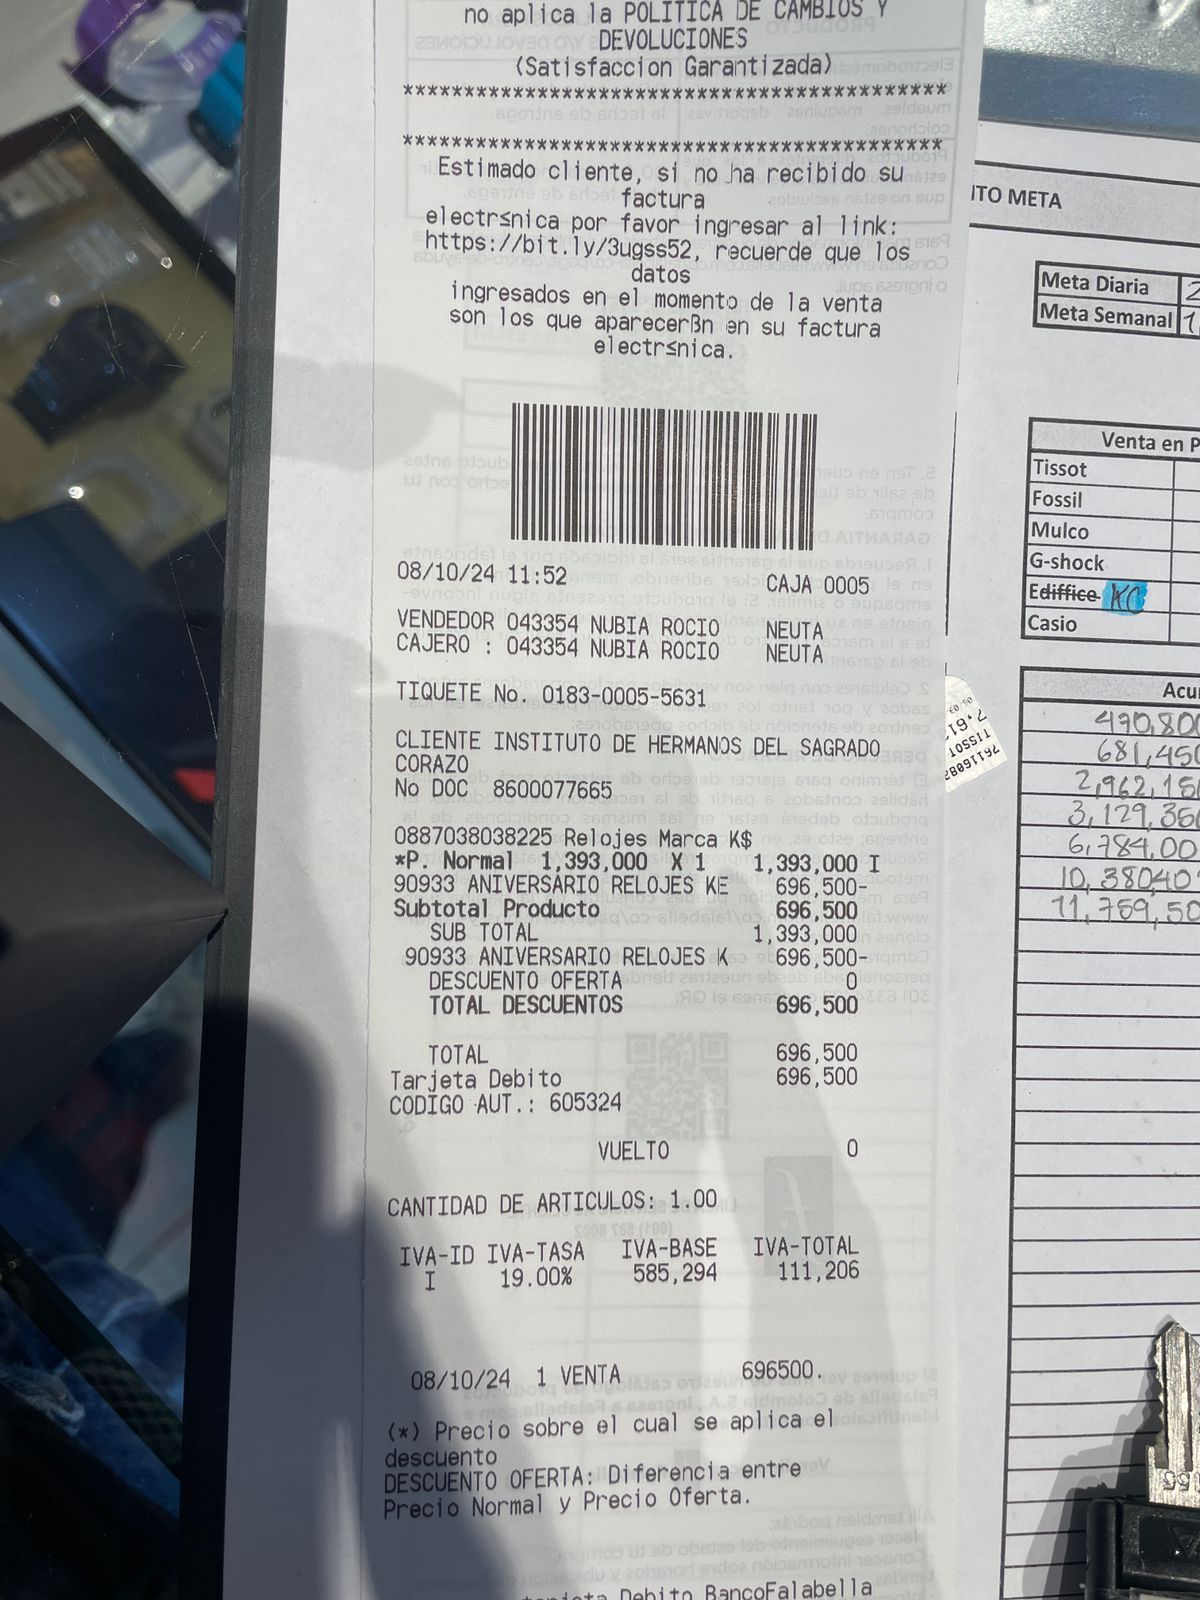 no aplica la POLITICA DE CAMBIOS Y
DEVOLUCIONES
(Satisfaccion Garantizada)
*********************************************
*********************************************
Estimado cliente, si no ha recibido su
factura
electr≤nica por favor ingresar al link:
https://bit.ly/3ugss52, recuerde que los
datos
ingresados en el momento de la venta
son los que aparecerßn en su factura
electr≤nica.
08/10/24 11:52 CAJA 0005
VENDEDOR 043354 NUBIA ROCIO NEUTA
CAJERO : 043354 NUBIA ROCIO NEUTA
TIQUETE No. 0183-0005-5631
CLIENTE INSTITUTO DE HERMANOS DEL SAGRADO
CORAZO
No DOC 8600077665
0887038038225 Relojes Marca K$
*P. Normal 1,393,000 X 1 1,393,000 I
90933 ANIVERSARIO RELOJES KE 696,500-
Subtotal Producto 696,500
SUB TOTAL 1,393,000
90933 ANIVERSARIO RELOJES K 696,500-
DESCUENTO OFERTA 0
TOTAL DESCUENTOS 696,500
TOTAL 696,500
Tarjeta Debito 696,500
CODIGO AUT.: 605324
VUELTO 0
CANTIDAD DE ARTICULOS: 1.00
IVA-ID IVA-TASA IVA-BASE IVA-TOTAL
I 19.00% 585,294 111,206
08/10/24 1 VENTA 696500.
(*) Precio sobre el cual se aplica el
descuento
DESCUENTO OFERTA: Diferencia entre
Precio Normal y Precio Oferta.
Debito BancoFalabella
META
Meta Diaria
Meta Semanal
Venta en
Tissot
Fossil
Mulco
G-shock
Ediffice KC
Casio
TISSOT
470,800
681,450
2,962,150
3,129,350
6,784,00
10,380,40
11,759,50